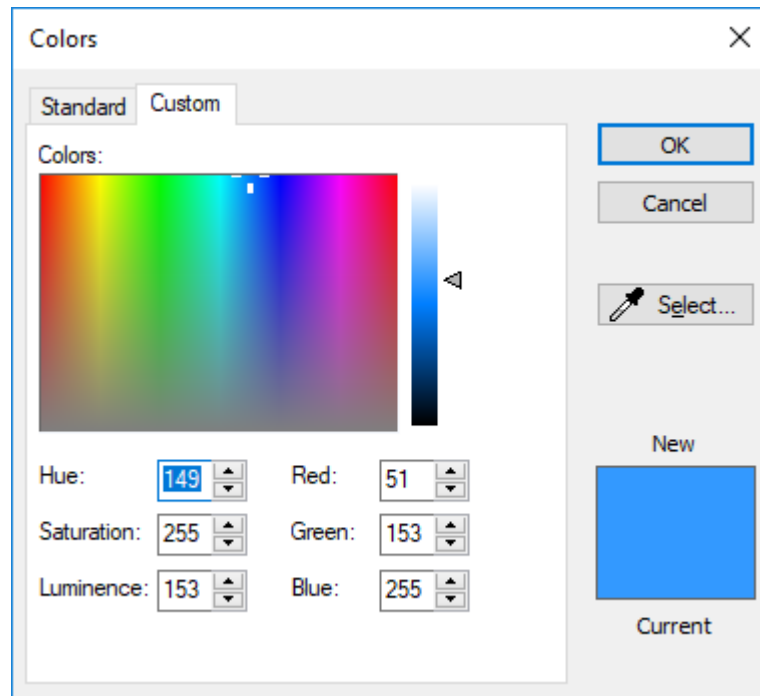 Colors
Standard Custom
Colors:
OK
Cancel
Select...
Hue: 149 Red: 51
Saturation: 255 Green: 153
Luminence: 153 Blue: 255
New
Current